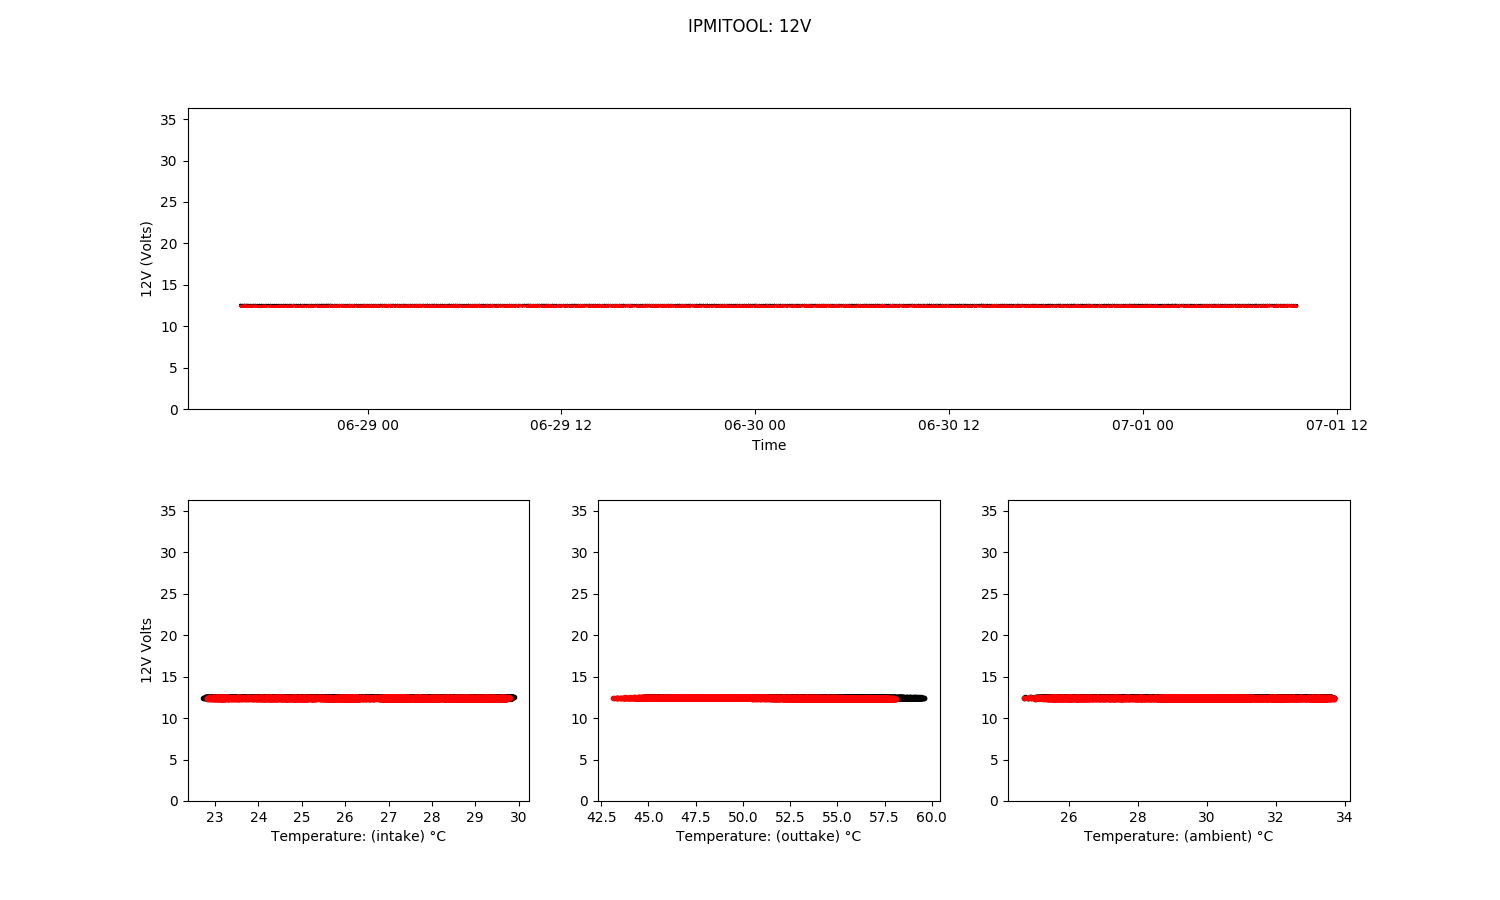 IPMITOOL: 12V
35
30
25
20
15
10
5
0
12V (Volts)
06-29 00 06-29 12 06-30 00 06-30 12 07-01 00 07-01 12
Time
35
30
25
20
15
10
5
0
12V Volts
23 24 25 26 27 28 29 30
Temperature: (intake) °C
35
30
25
20
15
10
5
0
42.5 45.0 47.5 50.0 52.5 55.0 57.5 60.0
Temperature: (outtake) °C
35
30
25
20
15
10
5
0
26 28 30 32 34
Temperature: (ambient) °C